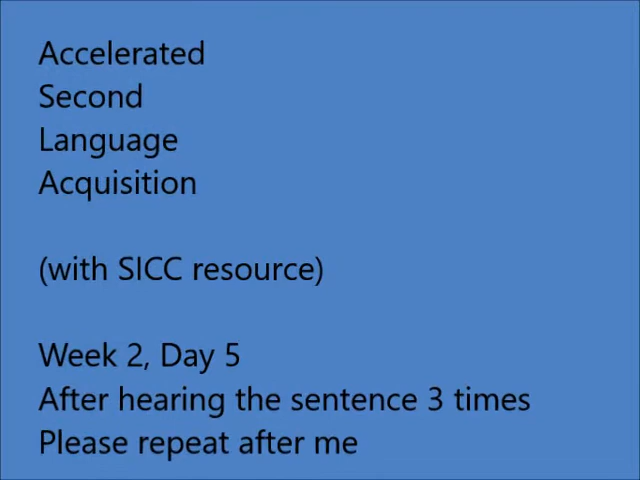 Accelerated
Second
Language
Acquisition
(with SICC resource)
Week 2, Day 5
After hearing the sentence 3 times
Please repeat after me